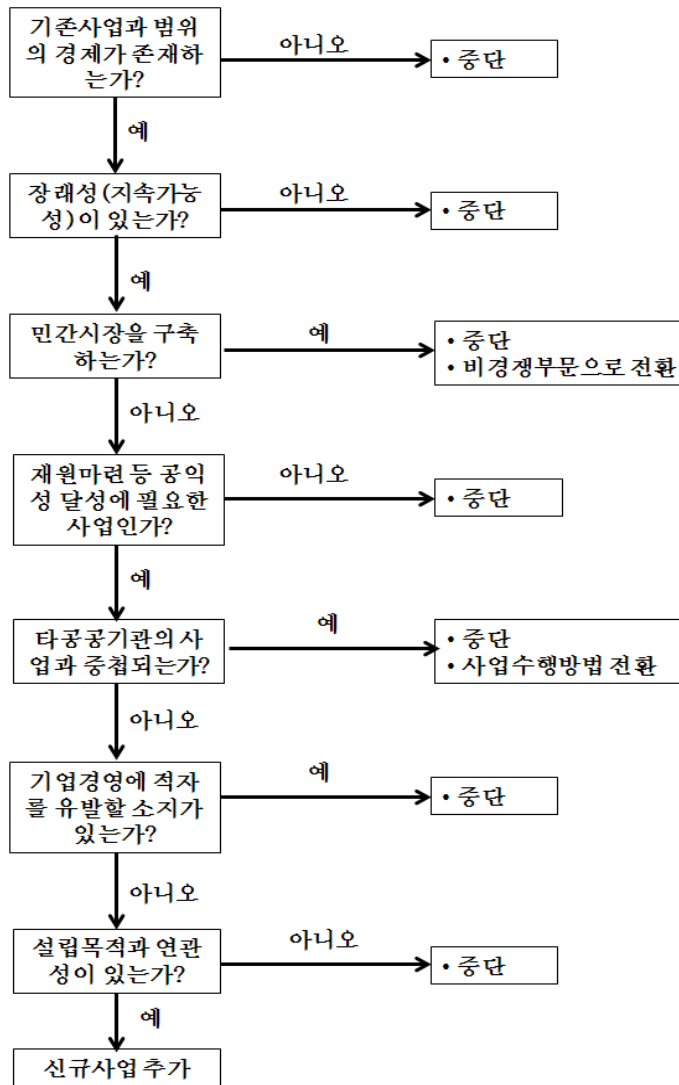 기존사업과 범위
의 경제가 존재하
는가?
아니오
• 중단
예
장래성(지속가능
성)이 있는가?
아니오
• 중단
예
민간시장을 구축
하는가?
예
• 중단
• 비경쟁부문으로 전환
아니오
재원마련 등 공익
성 달성에 필요한
사업인가?
아니오
• 중단
예
타공공기관의 사
업과 중첩되는가?
예
• 중단
• 사업수행방법 전환
아니오
기업경영에 적자
를 유발할 소지가
있는가?
예
• 중단
아니오
설립목적과 연관
성이 있는가?
아니오
• 중단
예
신규사업 추가